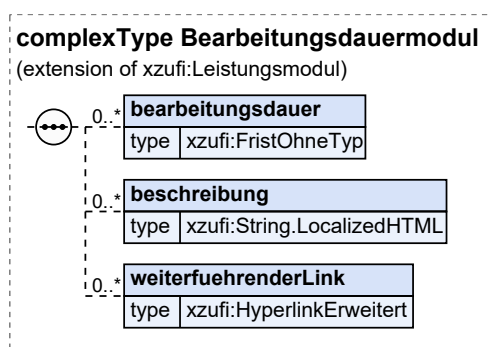 complexType Bearbeitungsdauermodul
(extension of xzufi:Leistungsmodul)
0..* bearbeitungsdauer
type xzufi:FristOhneTyp
0..* beschreibung
type xzufi:String.LocalizedHTML
0..* weiterfuehrenderLink
type xzufi:HyperlinkErweitert